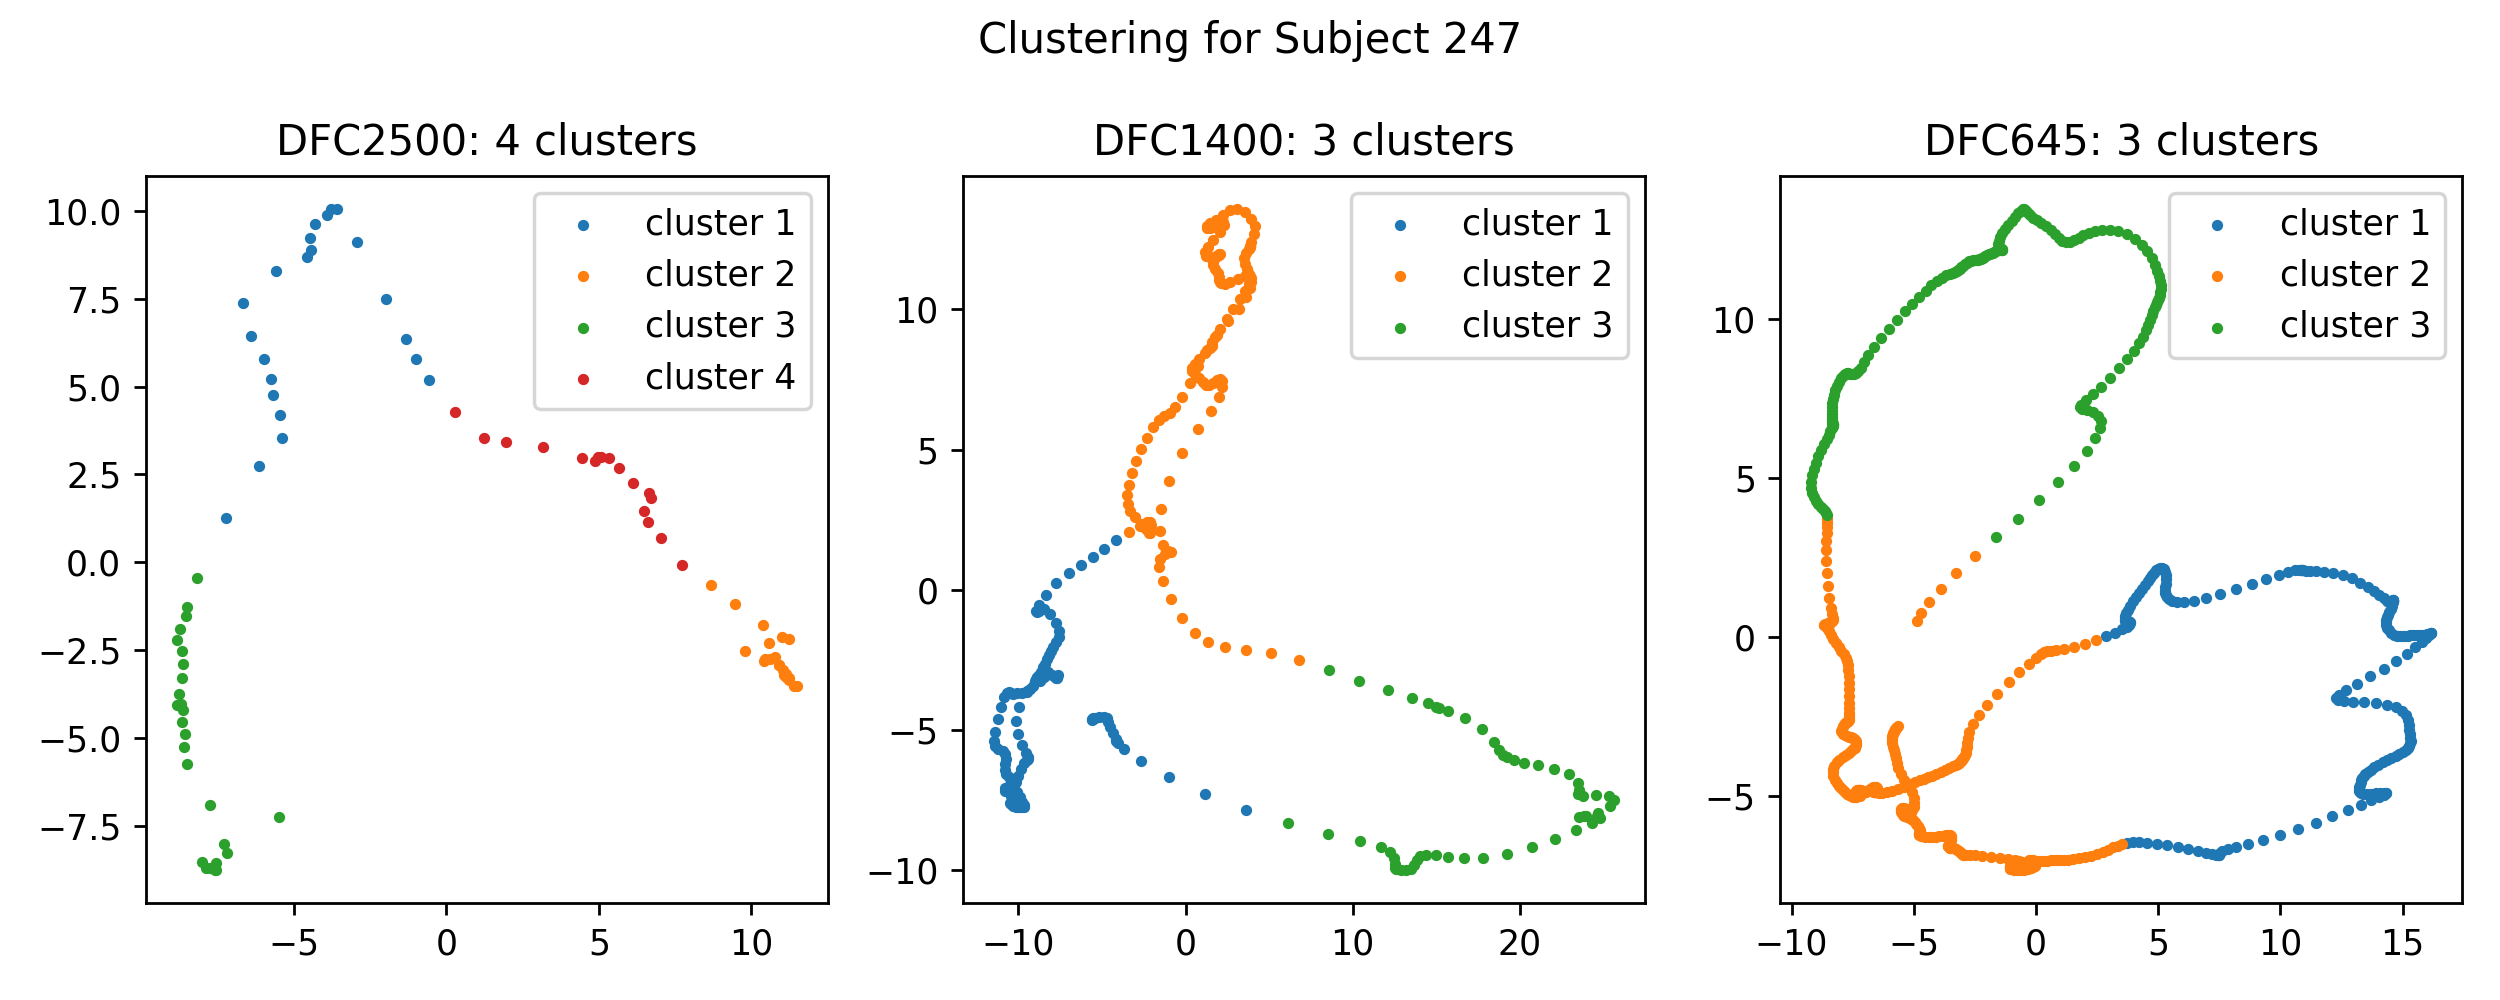 Clustering for Subject 247
DFC2500: 4 clusters
10.0
7.5
5.0
2.5
0.0
−2.5
−5.0
−7.5
−5
0
5
10
cluster 1
cluster 2
cluster 3
cluster 4
DFC1400: 3 clusters
10
5
0
−5
−10
−10
0
10
20
cluster 1
cluster 2
cluster 3
DFC645: 3 clusters
10
5
0
−5
−10
−5
0
5
10
15
cluster 1
cluster 2
cluster 3